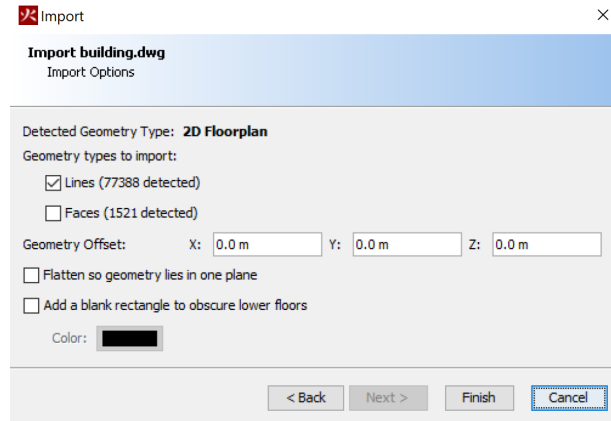 火 Import
Import building.dwg
Import Options
Detected Geometry Type: 2D Floorplan
Geometry types to import:
Lines (77388 detected)
Faces (1521 detected)
Geometry Offset: X: 0.0 m Y: 0.0 m Z: 0.0 m
Flatten so geometry lies in one plane
Add a blank rectangle to obscure lower floors
Color:
< Back Next > Finish Cancel